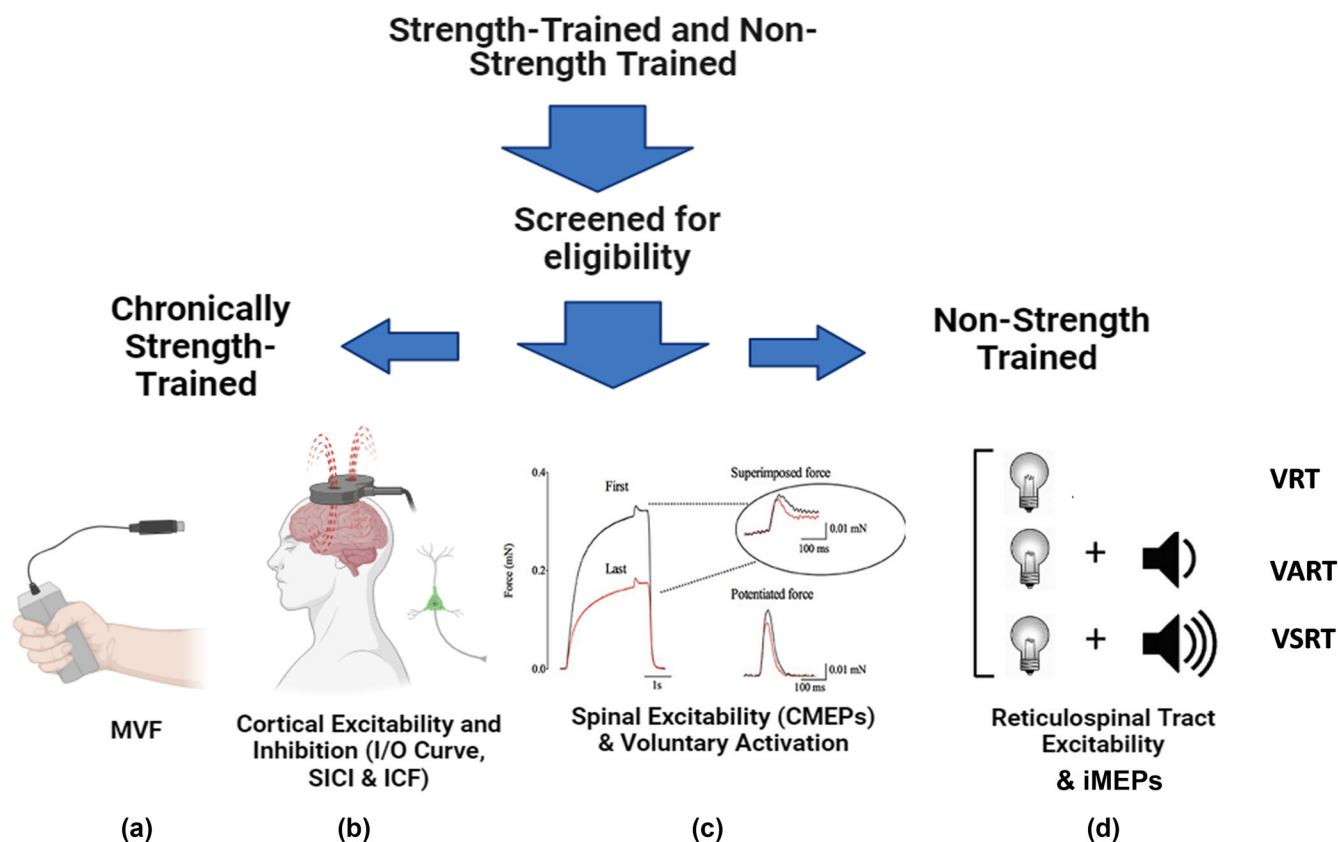 Strength-Trained and Non-
Strength Trained
Screened for
eligibility
Chronically
Strength-
Trained
Non-Strength
Trained
MVF
Cortical Excitability and
Inhibition (I/O Curve,
SICI & ICF)
0.4
0.2
0.0
Force (mN)
First
Last
1s
Superimposed force
0.01 mN
100 ms
Potentiated force
0.01 mN
100 ms
Spinal Excitability (CMEPs)
& Voluntary Activation
VRT
+
VART
+
VSRT
Reticulospinal Tract
Excitability
& iMEPs
(a)
(b)
(c)
(d)